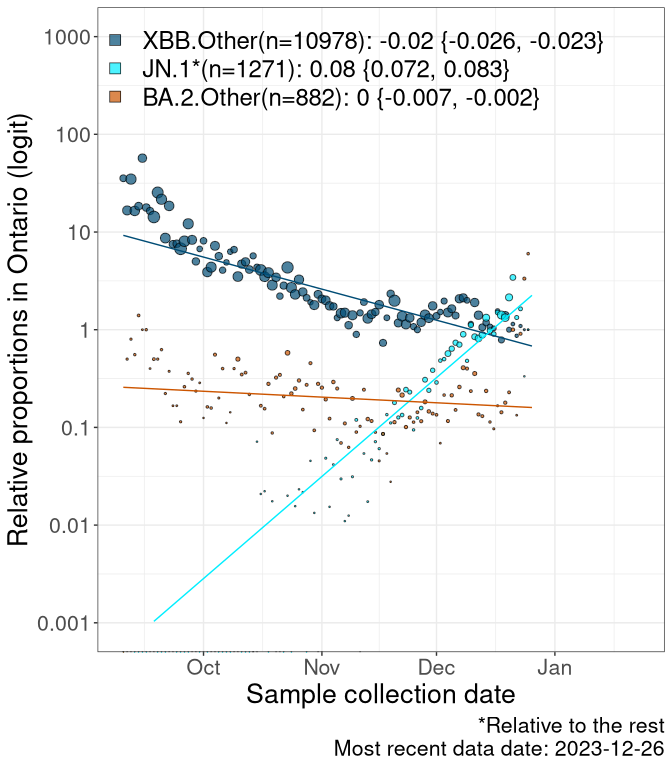 XBB.Other(n=10978): -0.02 {-0.026, -0.023}
JN.1*(n=1271): 0.08 {0.072, 0.083}
BA.2.Other(n=882): 0 {-0.007, -0.002}
Relative proportions in Ontario (logit)
1000
100
10
1
0.1
0.01
0.001
Oct Nov Dec Jan
Sample collection date
*Relative to the rest
Most recent data date: 2023-12-26